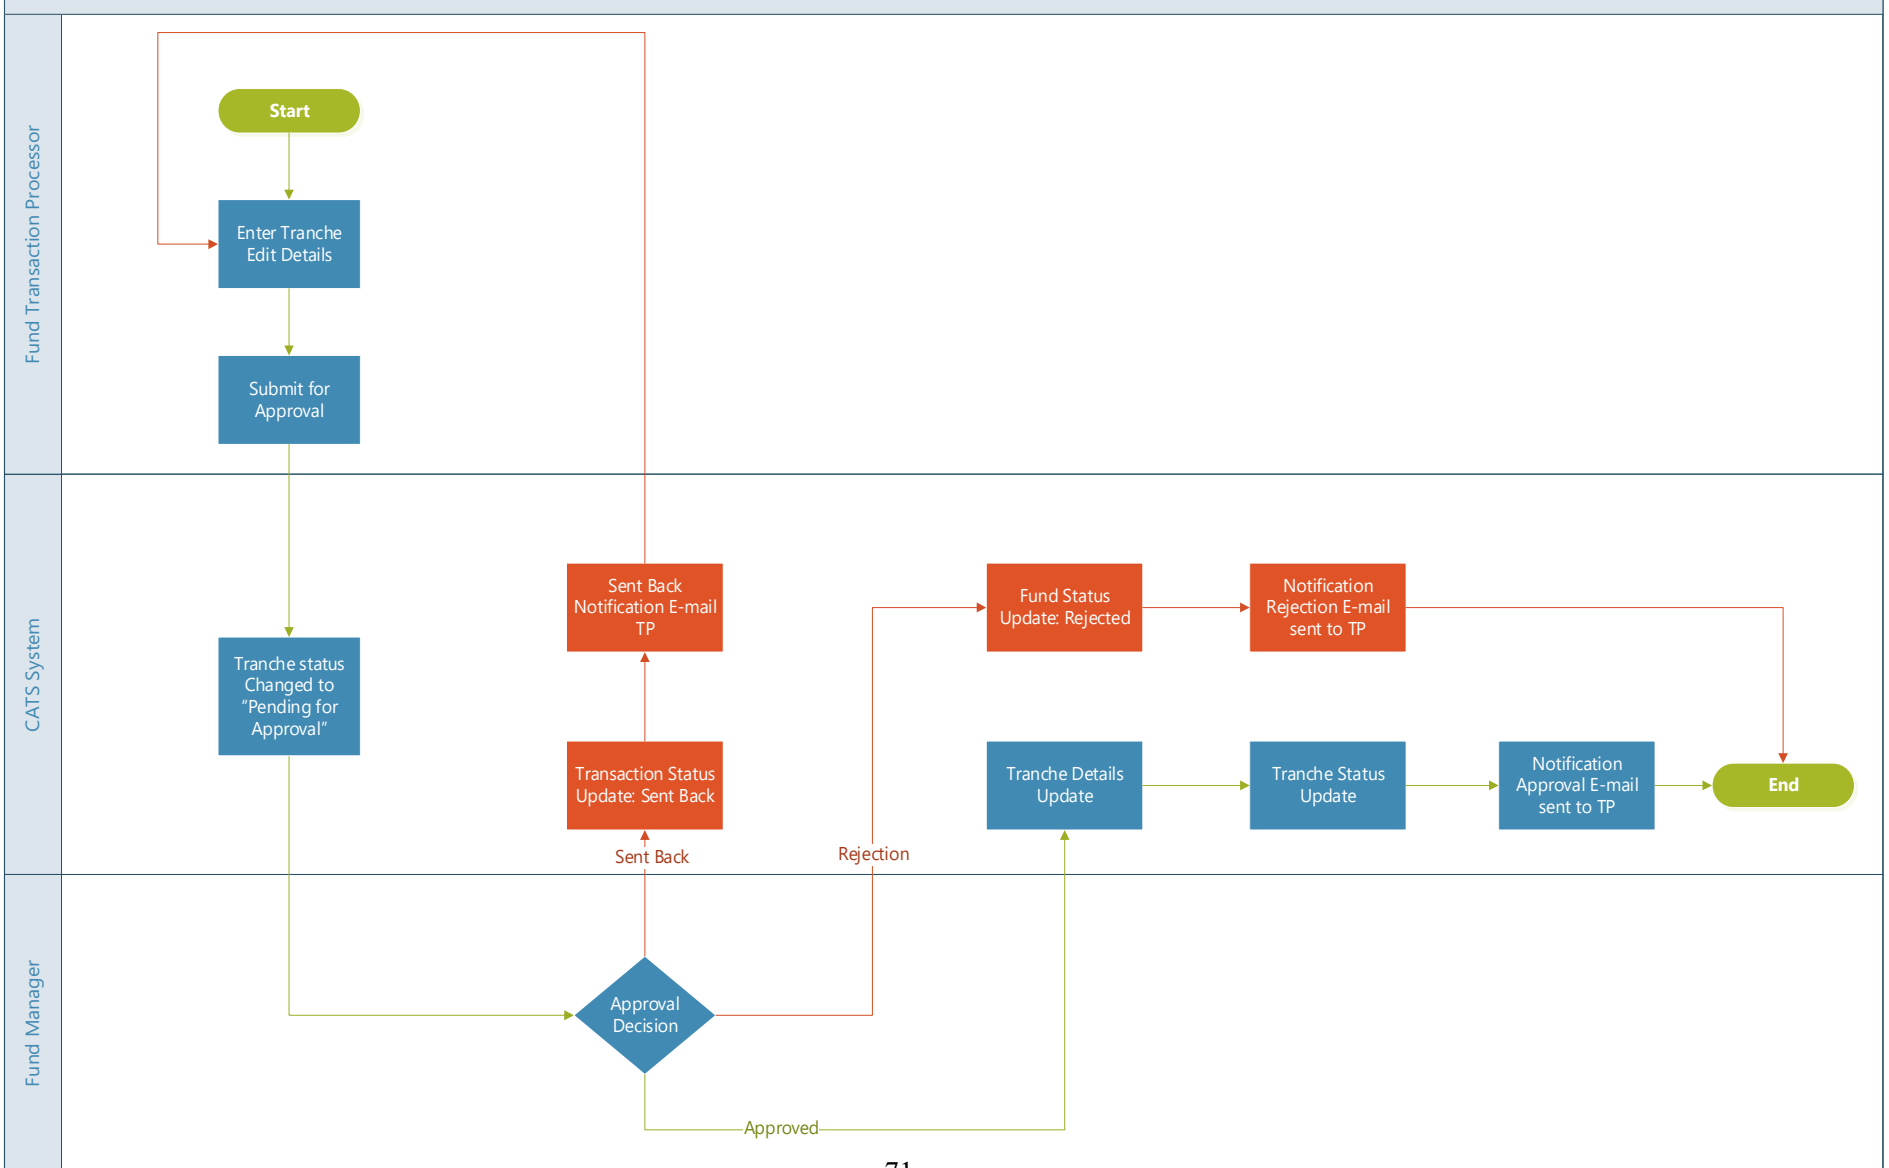 Fund Transaction Processor
Start
Enter Tranche
Edit Details
Submit for
Approval
CATS System
Tranche status
Changed to
“Pending for
Approval”
Sent Back
Notification E-mail
TP
Transaction Status
Update: Sent Back
Sent Back
Fund Status
Update: Rejected
Notification
Rejection E-mail
sent to TP
Rejection
Tranche Details
Update
Tranche Status
Update
Notification
Approval E-mail
sent to TP
End
Fund Manager
Approval
Decision
Approved
71